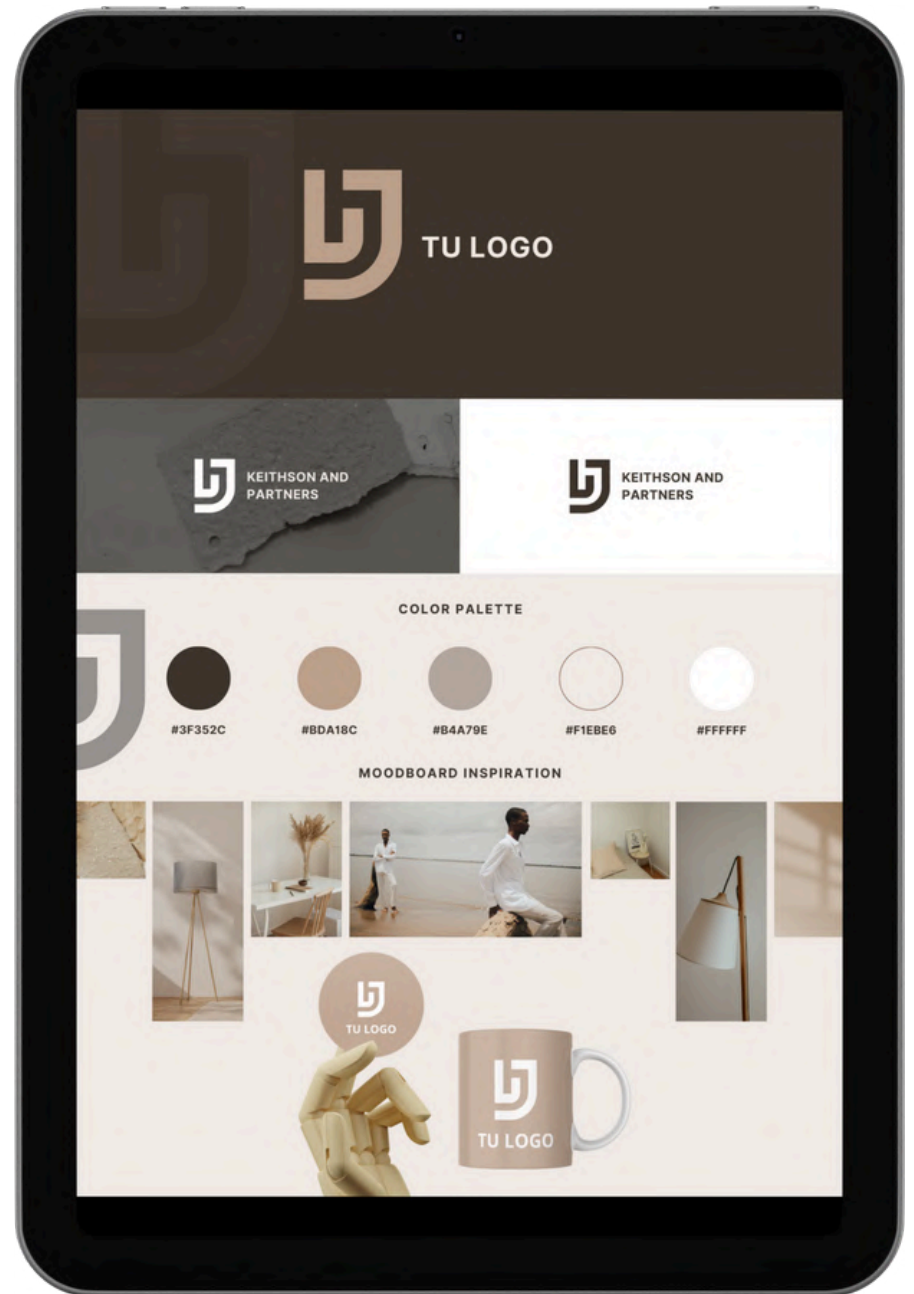 TU LOGO
KEITHSON AND
PARTNERS
KEITHSON AND
PARTNERS
COLOR PALETTE
#3F352C
#BDA18C
#B4A79E
#F1EBE6
#FFFFFF
MOODBOARD INSPIRATION
TU LOGO
TU LOGO